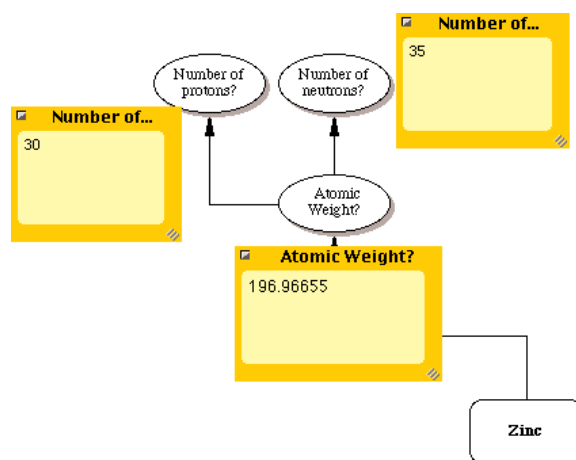 Number of...
35
Number of
protons?
Number of
neutrons?
Number of...
30
Atomic
Weight?
Atomic Weight?
196.96655
Zinc